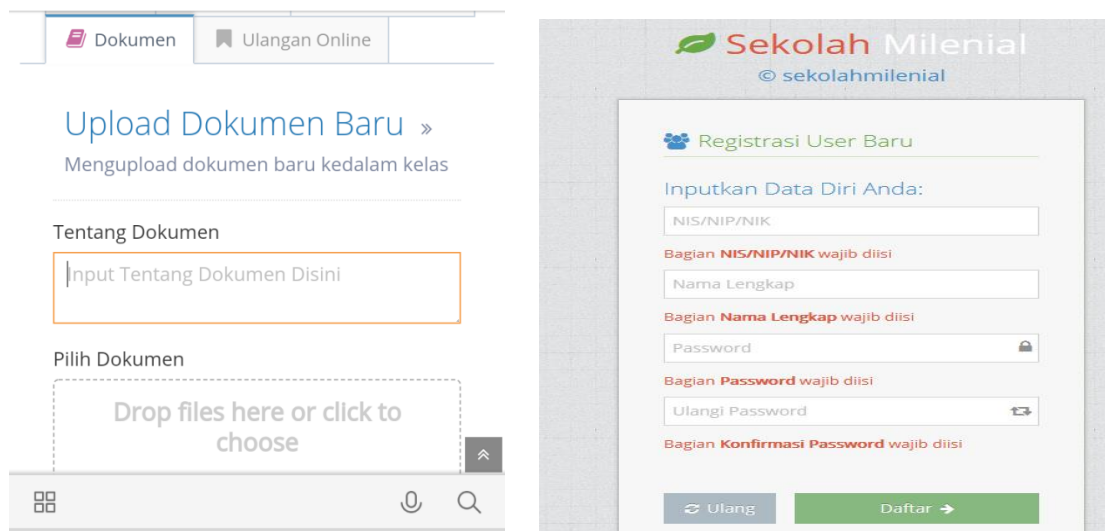 Dokumen
Ulangan Online
Upload Dokumen Baru »
Mengupload dokumen baru kedalam kelas
Tentang Dokumen
Input Tentang Dokumen Disini
Pilih Dokumen
Drop files here or click to
choose
Sekolah Milenial
© sekolahmilenial
Registrasi User Baru
Inputkan Data Diri Anda:
NIS/NIP/NIK
Bagian NIS/NIP/NIK wajib diisi
Nama Lengkap
Bagian Nama Lengkap wajib diisi
Password
Bagian Password wajib diisi
Ulangi Password
Bagian Konfirmasi Password wajib diisi
Ulang
Daftar